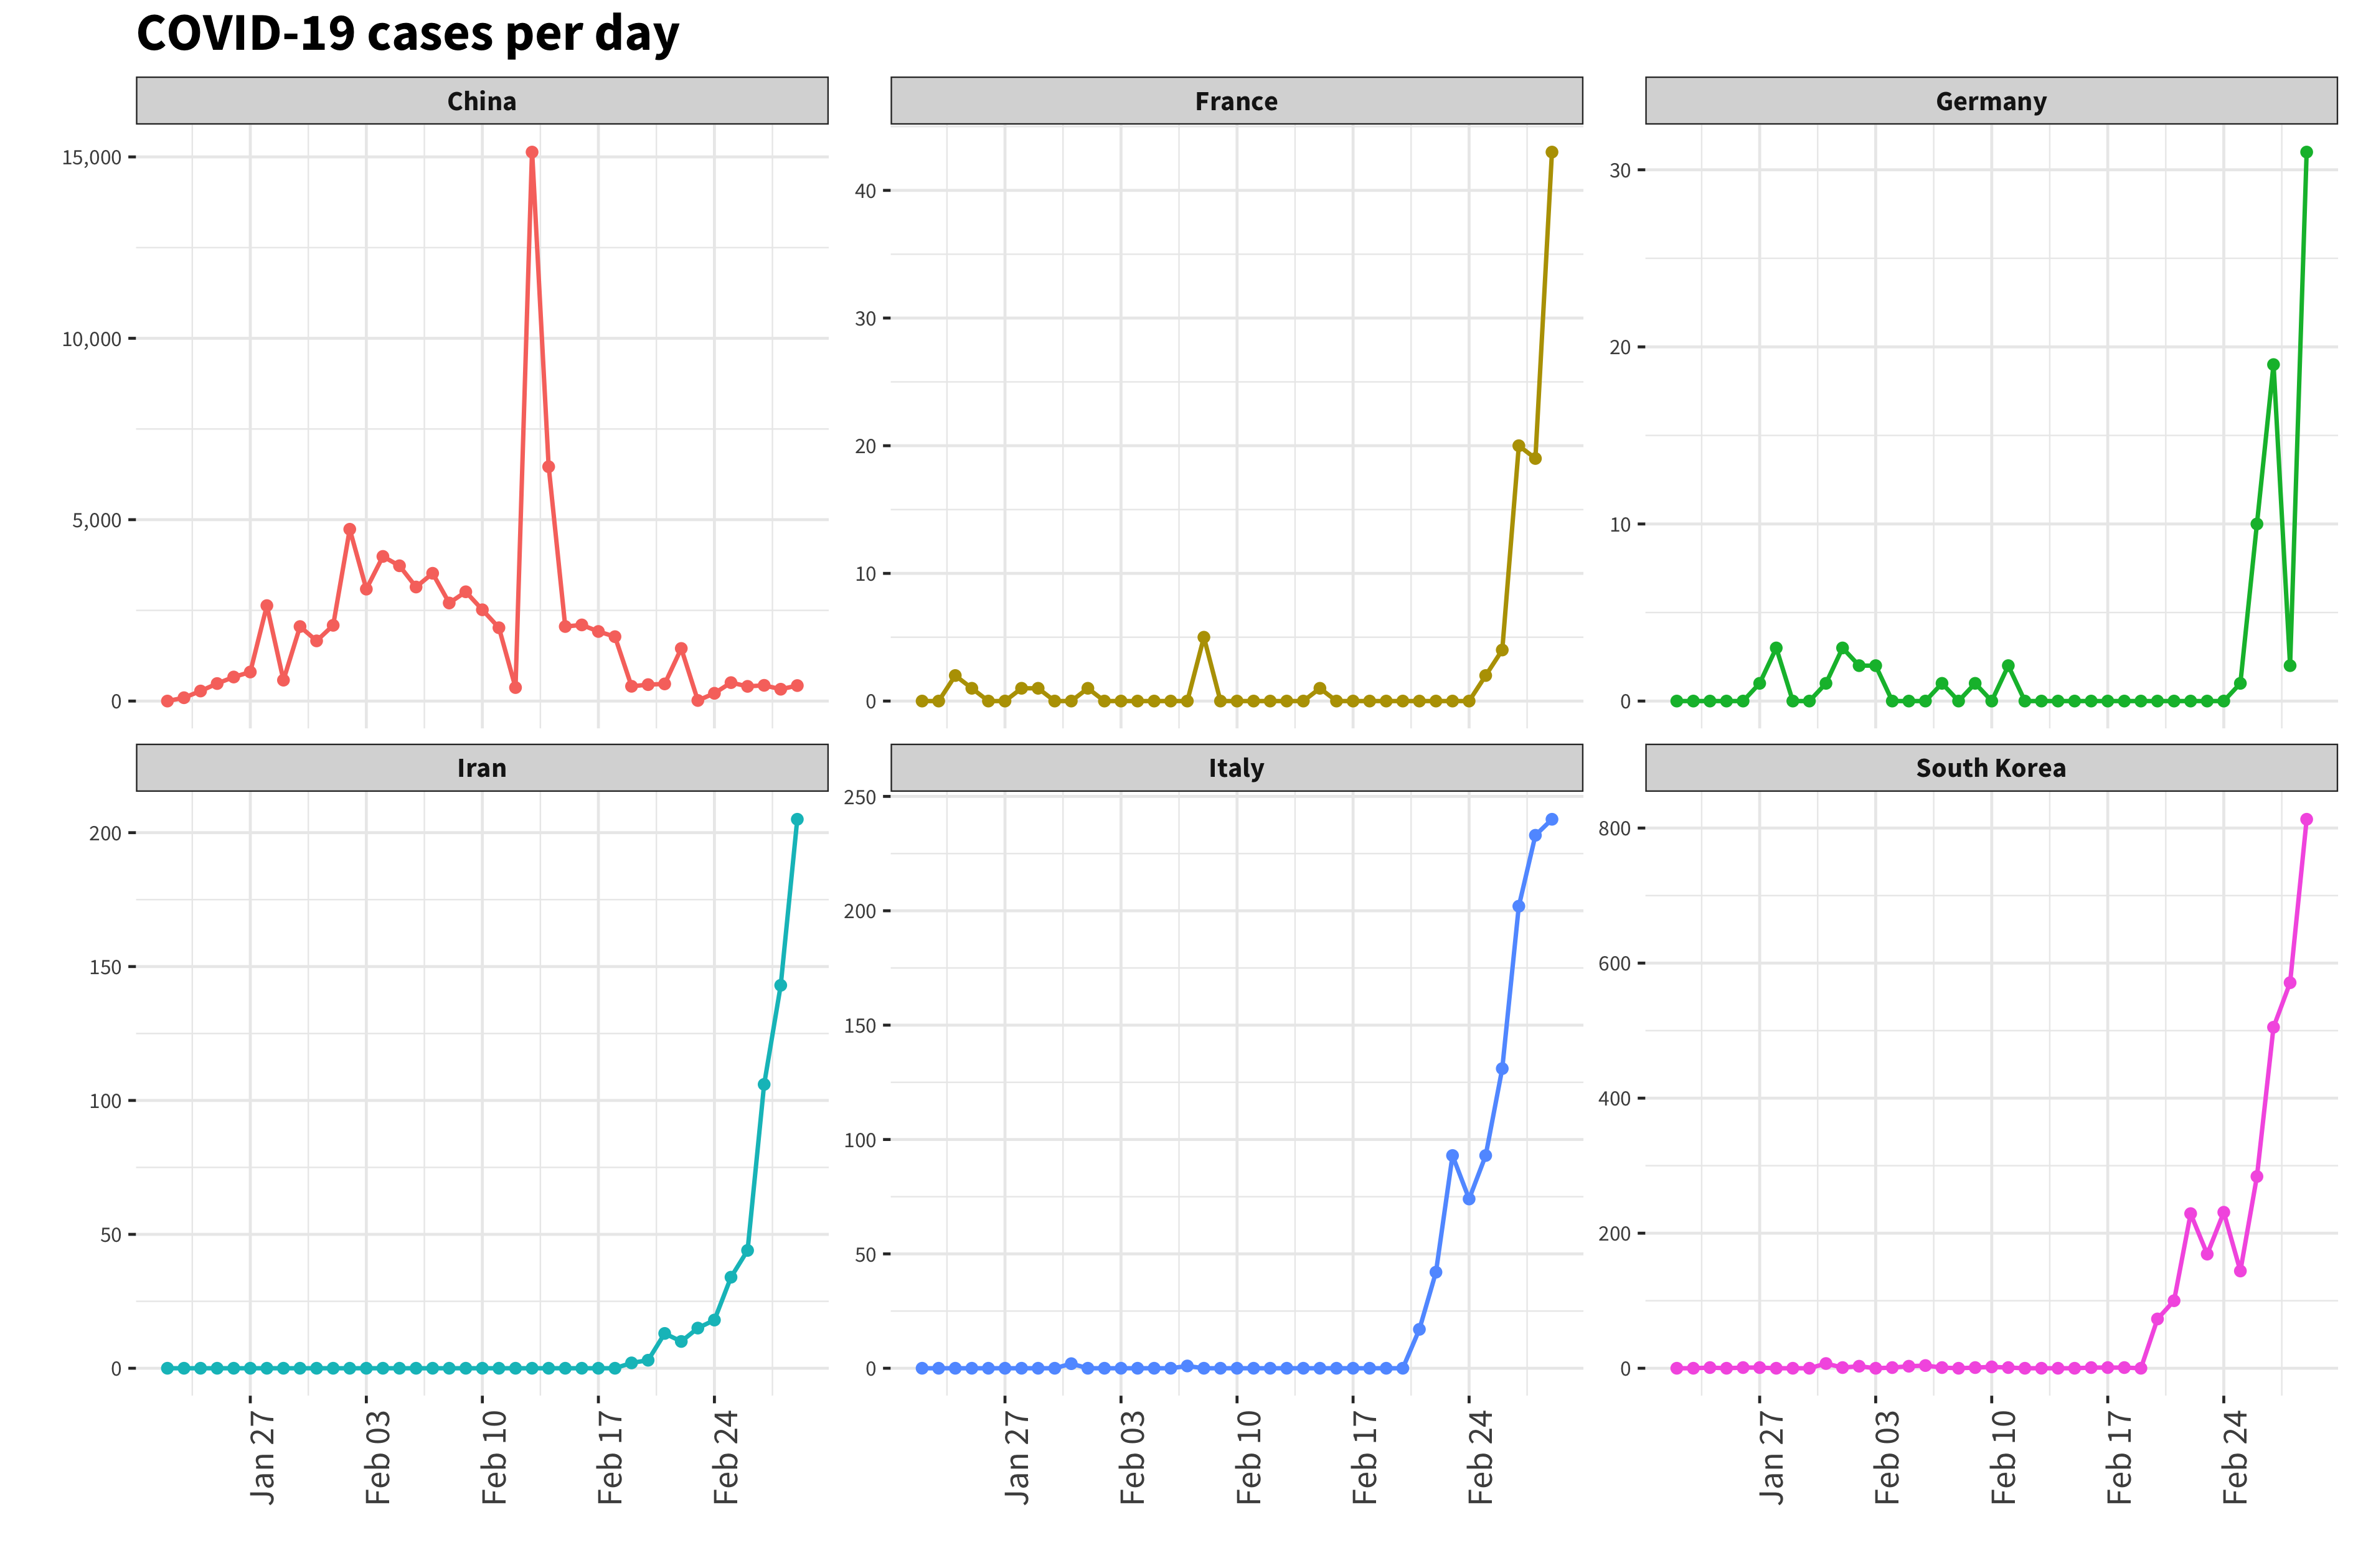 COVID-19 cases per day
China
France
Germany
15,000
10,000
5,000
0
40
30
20
10
0
30
20
10
0
Iran
Italy
South Korea
200
150
100
50
0
250
200
150
100
50
0
800
600
400
200
0
Jan 27
Feb 03
Feb 10
Feb 17
Feb 24
Jan 27
Feb 03
Feb 10
Feb 17
Feb 24
Jan 27
Feb 03
Feb 10
Feb 17
Feb 24